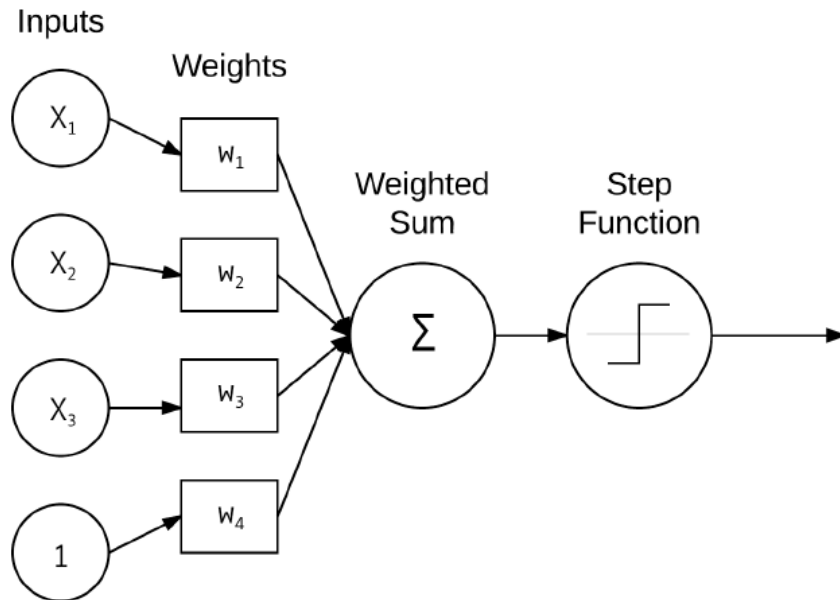 Inputs
Weights
X₁
w₁
X₂
w₂
X₃
w₃
1
w₄
Weighted
Sum
Σ
Step
Function